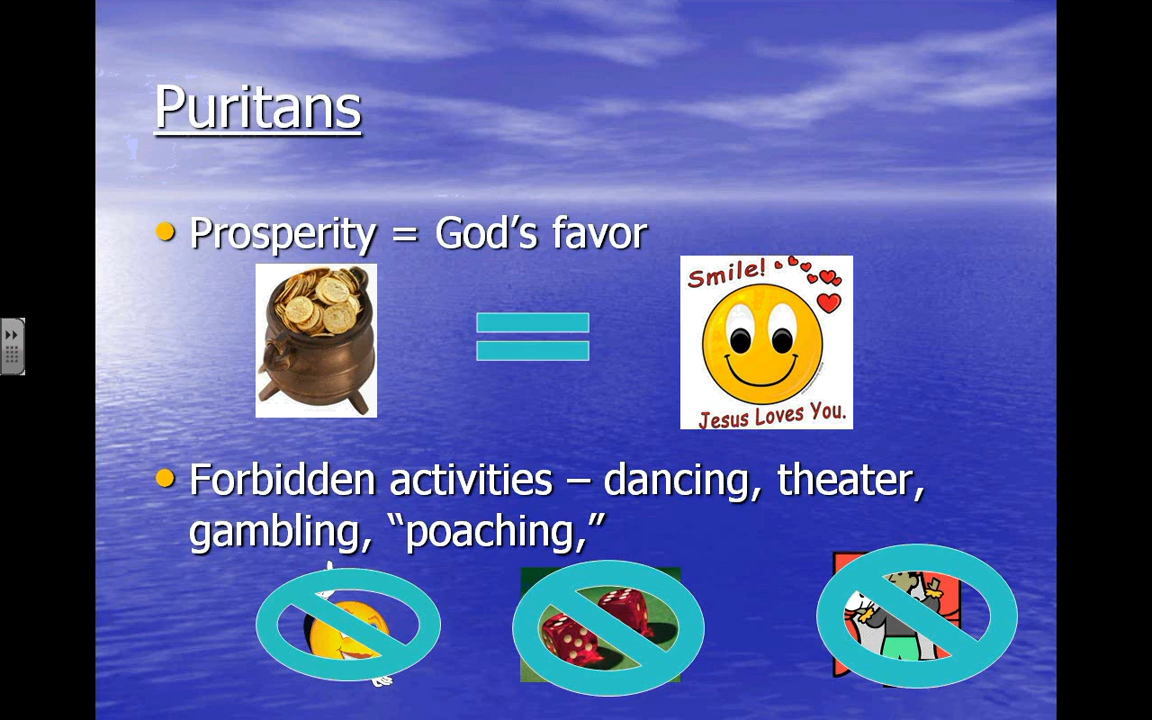 Puritans
Prosperity = God’s favor
Smile!
Jesus Loves You.
Forbidden activities – dancing, theater,
gambling, “poaching,”